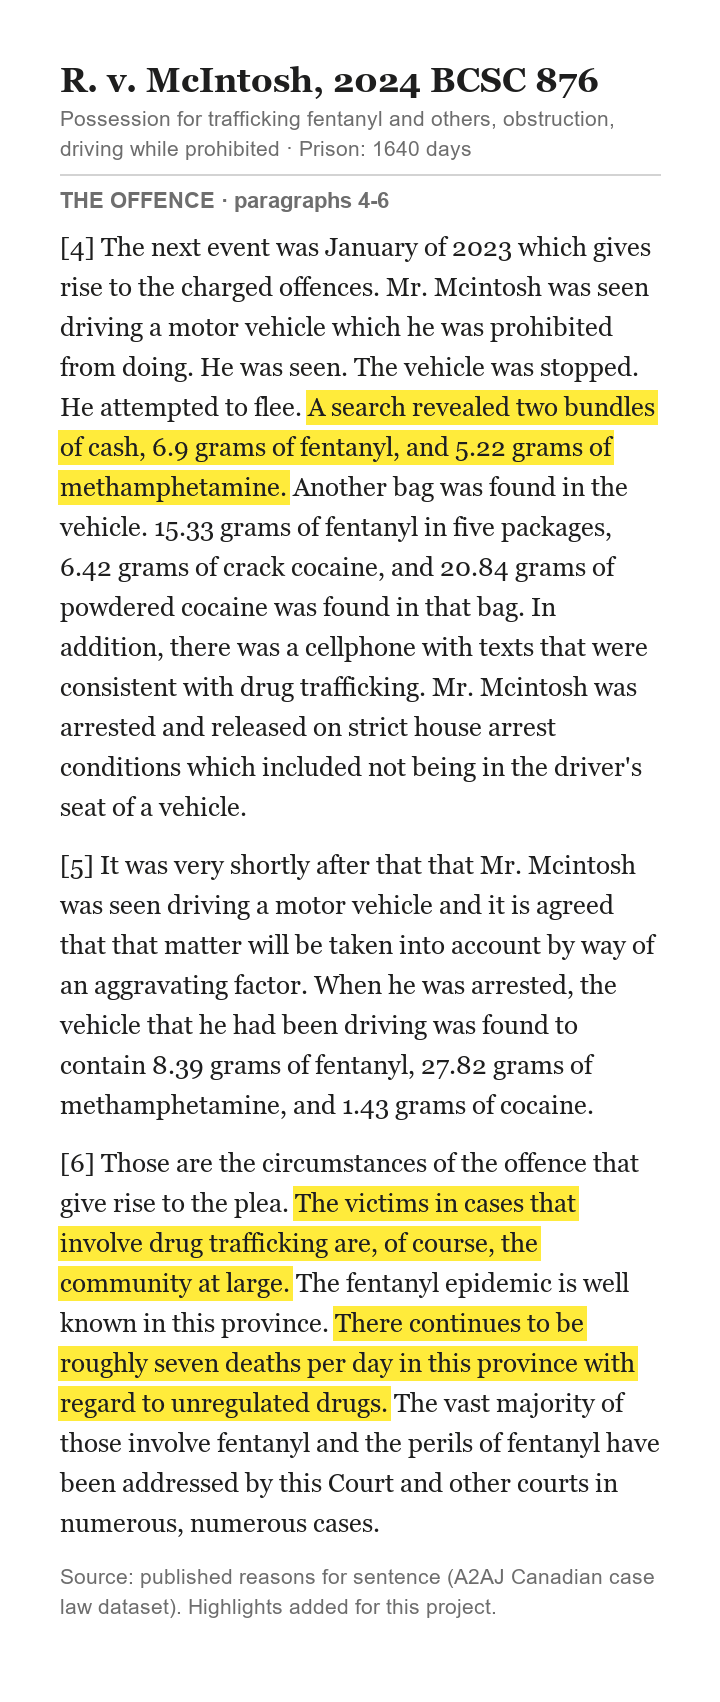 R. v. McIntosh, 2024 BCSC 876
Possession for trafficking fentanyl and others, obstruction,
driving while prohibited · Prison: 1640 days
THE OFFENCE · paragraphs 4-6
[4] The next event was January of 2023 which gives
rise to the charged offences. Mr. Mcintosh was seen
driving a motor vehicle which he was prohibited
from doing. He was seen. The vehicle was stopped.
He attempted to flee. A search revealed two bundles
of cash, 6.9 grams of fentanyl, and 5.22 grams of
methamphetamine. Another bag was found in the
vehicle. 15.33 grams of fentanyl in five packages,
6.42 grams of crack cocaine, and 20.84 grams of
powdered cocaine was found in that bag. In
addition, there was a cellphone with texts that were
consistent with drug trafficking. Mr. Mcintosh was
arrested and released on strict house arrest
conditions which included not being in the driver's
seat of a vehicle.
[5] It was very shortly after that that Mr. Mcintosh
was seen driving a motor vehicle and it is agreed
that that matter will be taken into account by way of
an aggravating factor. When he was arrested, the
vehicle that he had been driving was found to
contain 8.39 grams of fentanyl, 27.82 grams of
methamphetamine, and 1.43 grams of cocaine.
[6] Those are the circumstances of the offence that
give rise to the plea. The victims in cases that
involve drug trafficking are, of course, the
community at large. The fentanyl epidemic is well
known in this province. There continues to be
roughly seven deaths per day in this province with
regard to unregulated drugs. The vast majority of
those involve fentanyl and the perils of fentanyl have
been addressed by this Court and other courts in
numerous, numerous cases.
Source: published reasons for sentence (A2AJ Canadian case
law dataset). Highlights added for this project.